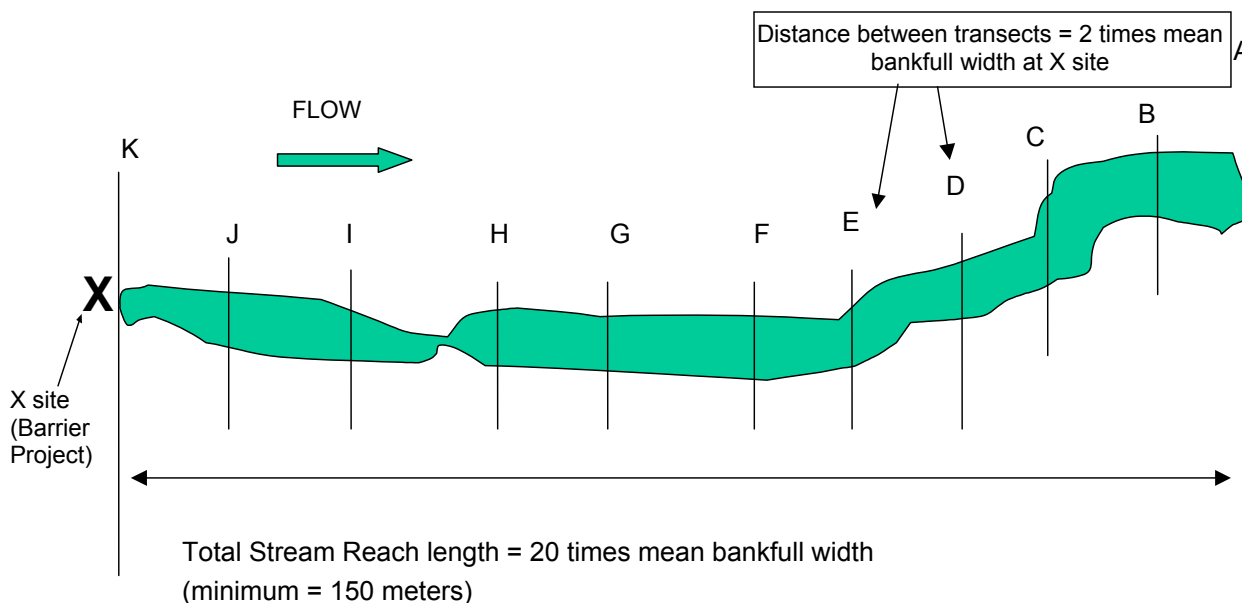 Distance between transects = 2 times mean
bankfull width at X site
A
FLOW
B
C
K
D
E
J
I
H
G
F
X
X site
(Barrier
Project)
Total Stream Reach length = 20 times mean bankfull width
(minimum = 150 meters)